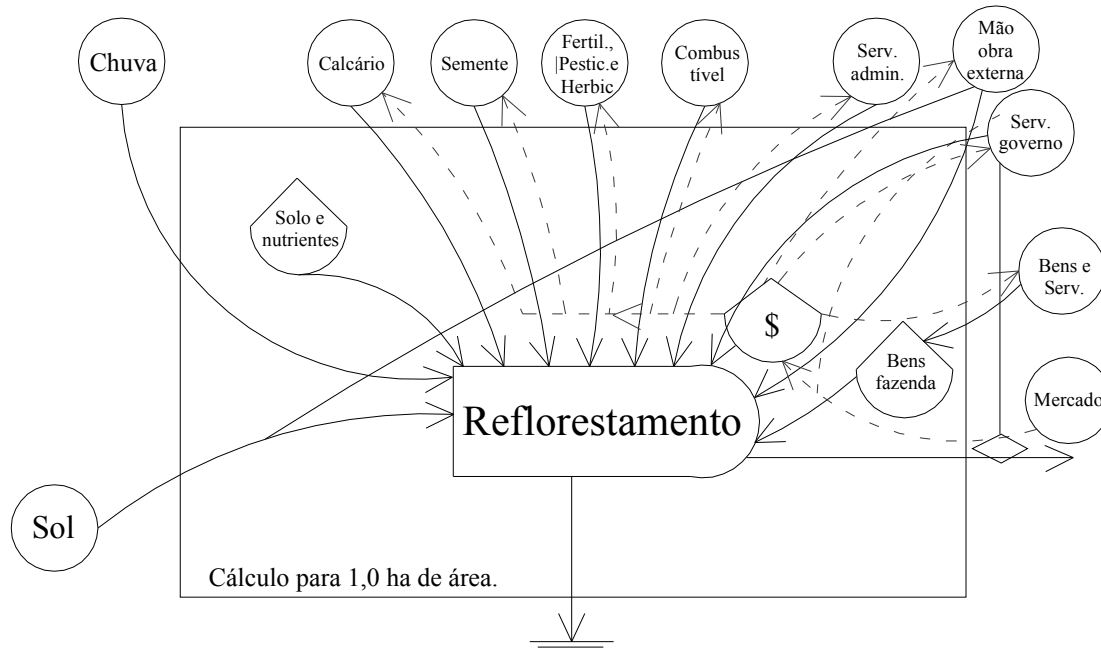 Chuva
Calcário
Semente
Fertil.,
|Pestic.e
Herbic
Combus
tível
Serv.
admin.
Mão
obra
externa
Serv.
governo
Solo e
nutrientes
Bens e
Serv.
$
Bens
fazenda
Mercado
Reflorestamento
Sol
Cálculo para 1,0 ha de área.